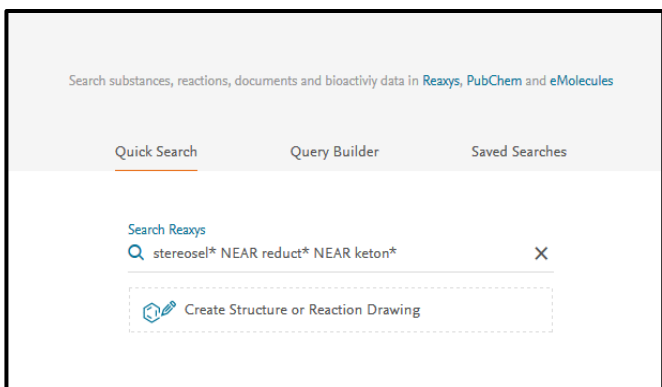 Search substances, reactions, documents and bioactiviy data in Reaxys, PubChem and eMolecules
Quick Search Query Builder Saved Searches
Search Reaxys
stereosel* NEAR reduct* NEAR keton*
Create Structure or Reaction Drawing